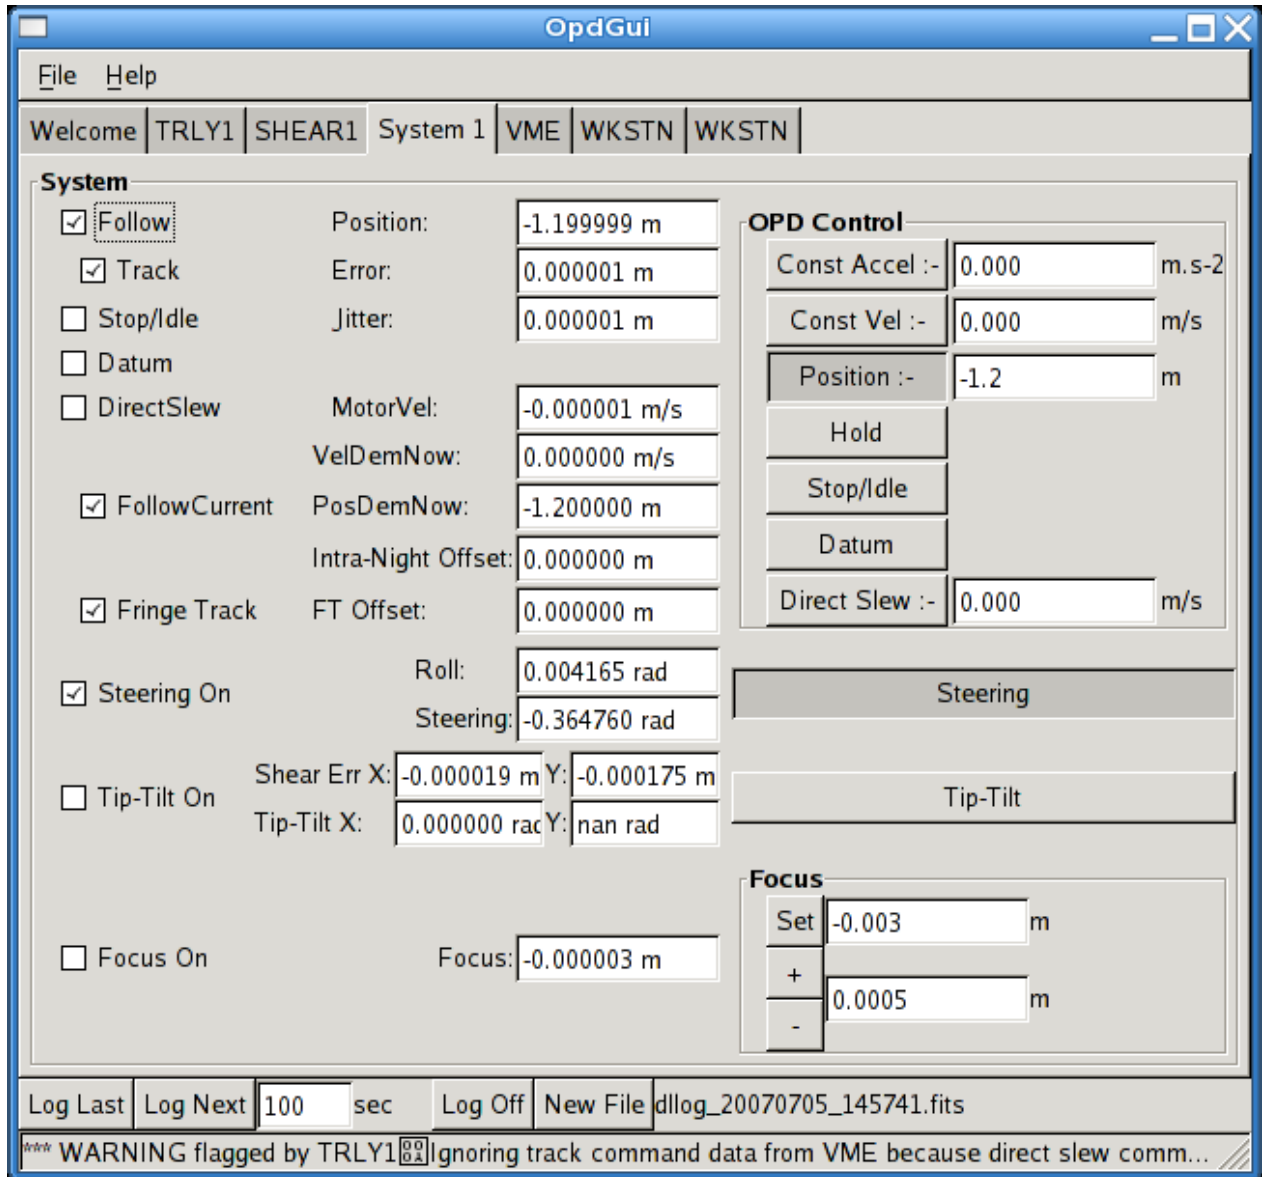 OpdGui
File Help
Welcome TRLY1 SHEAR1 System 1 VME WKSTN WKSTN
System
Follow Position: -1.199999 m
Track Error: 0.000001 m
Stop/Idle Jitter: 0.000001 m
Datum
DirectSlew MotorVel: -0.000001 m/s
VelDemNow: 0.000000 m/s
FollowCurrent PosDemNow: -1.200000 m
Intra-Night Offset: 0.000000 m
Fringe Track FT Offset: 0.000000 m
Roll: 0.004165 rad
Steering On
Steering: -0.364760 rad
Shear Err X: -0.000019 m Y: -0.000175 m
Tip-Tilt On
Tip-Tilt X: 0.000000 rad Y: nan rad
Focus On Focus: -0.000003 m
OPD Control
Const Accel :- 0.000 m.s-2
Const Vel :- 0.000 m/s
Position :- -1.2 m
Hold
Stop/Idle
Datum
Direct Slew :- 0.000 m/s
Steering
Tip-Tilt
Focus
Set -0.003 m
+
0.0005 m
-
Log Last Log Next 100 sec Log Off New File dllog_20070705_145741.fits
*** WARNING flagged by TRLY1 Ignoring track command data from VME because direct slew comm...